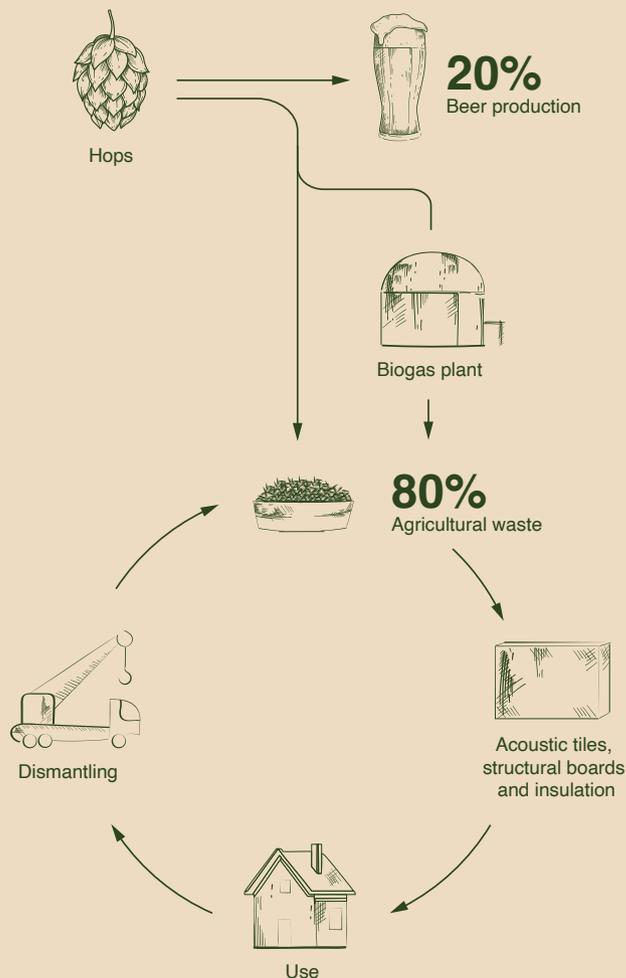 20%
Beer production
Hops
Biogas plant
80%
Agricultural waste
Acoustic tiles,
structural boards
and insulation
Dismantling
Use